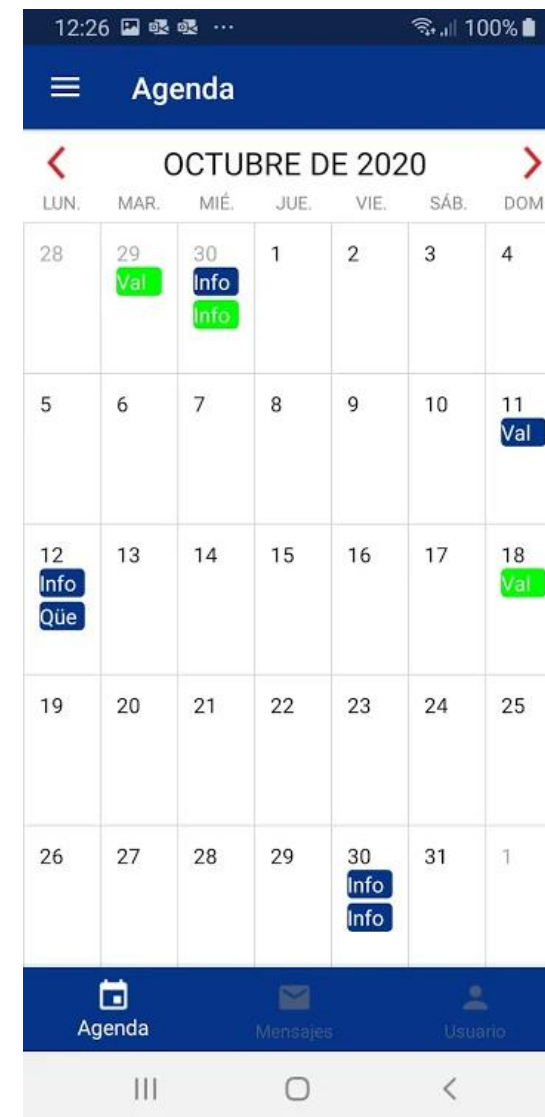 12:26 100%
Agenda
OCTUBRE DE 2020
LUN. MAR. MIÉ. JUE. VIE. SÁB. DOM
28 29 30 1 2 3 4
Val Info
Info
5 6 7 8 9 10 11
Val
12 13 14 15 16 17 18
Info Val
Qüe
19 20 21 22 23 24 25
26 27 28 29 30 31 1
Info
Info
Agenda Mensajes Usuario